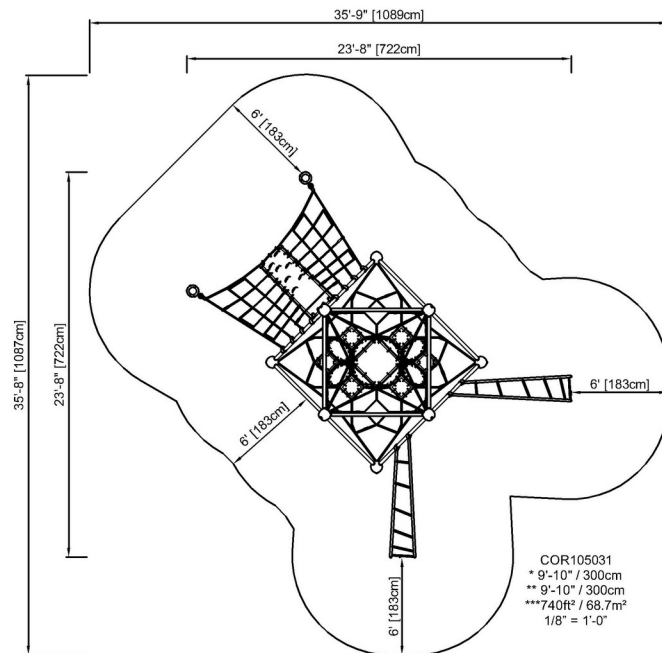 35'-9" [1089cm]
23'-8" [722cm]
6' [183cm]
35'-8" [1087cm]
23'-8" [722cm]
6' [183cm]
6' [183cm]
6' [183cm]
COR105031
* 9'-10" / 300cm
** 9'-10" / 300cm
***740ft² / 68.7m²
1/8" = 1'-0"